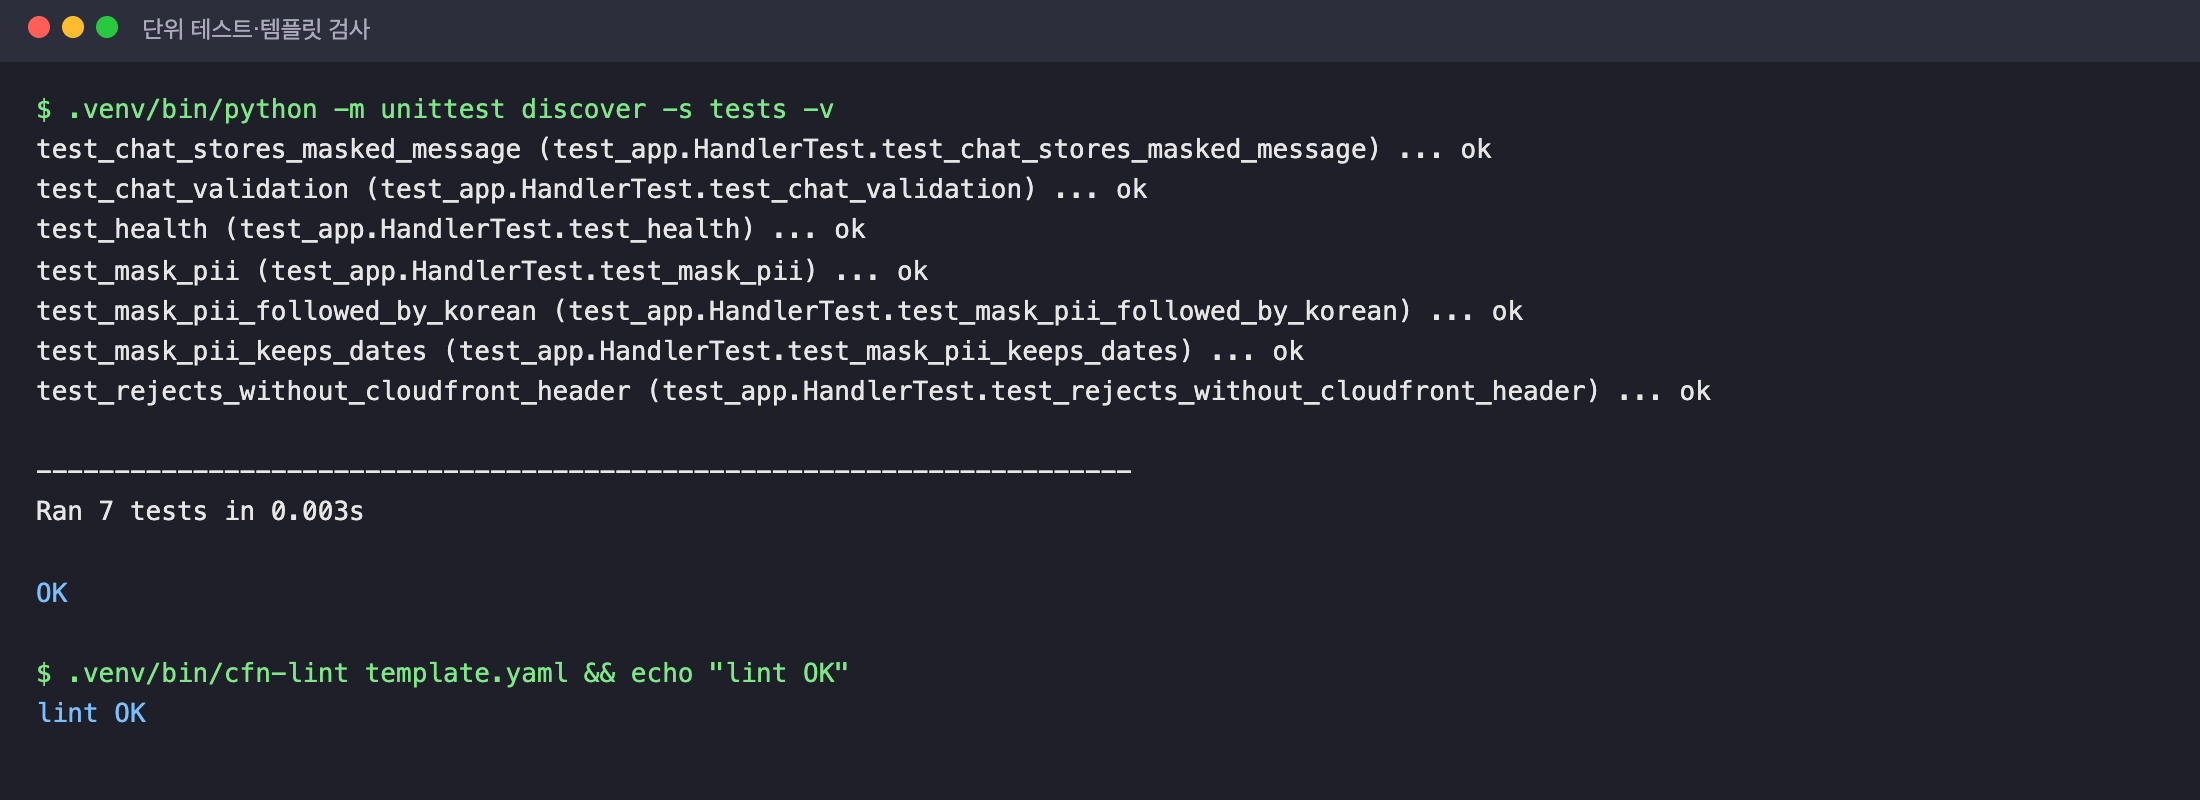 단위 테스트·템플릿 검사
$ .venv/bin/python -m unittest discover -s tests -v
test_chat_stores_masked_message (test_app.HandlerTest.test_chat_stores_masked_message) ... ok
test_chat_validation (test_app.HandlerTest.test_chat_validation) ... ok
test_health (test_app.HandlerTest.test_health) ... ok
test_mask_pii (test_app.HandlerTest.test_mask_pii) ... ok
test_mask_pii_followed_by_korean (test_app.HandlerTest.test_mask_pii_followed_by_korean) ... ok
test_mask_pii_keeps_dates (test_app.HandlerTest.test_mask_pii_keeps_dates) ... ok
test_rejects_without_cloudfront_header (test_app.HandlerTest.test_rejects_without_cloudfront_header) ... ok
----------------------------------------------------------------------
Ran 7 tests in 0.003s
OK
$ .venv/bin/cfn-lint template.yaml && echo "lint OK"
lint OK